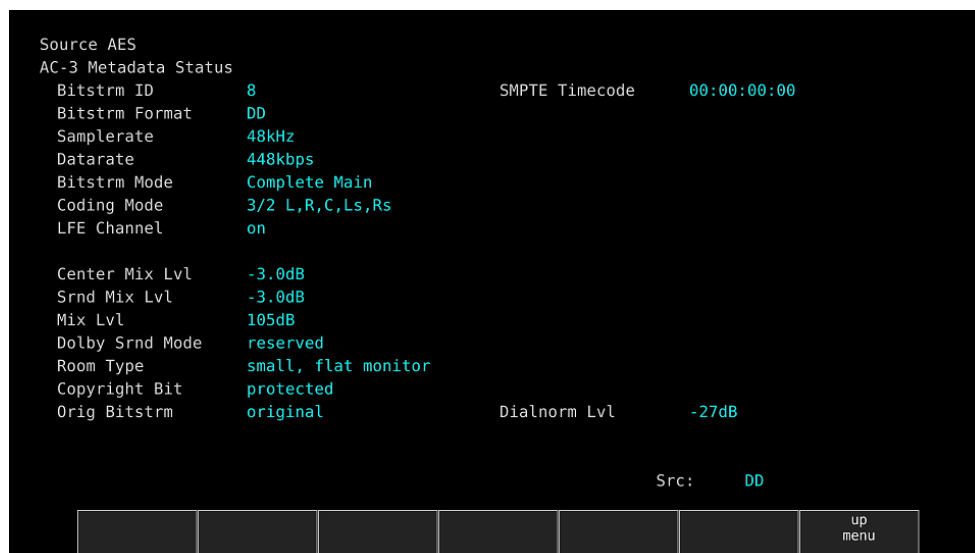 Source AES
AC-3 Metadata Status
Bitstrm ID 8 SMPTE Timecode 00:00:00:00
Bitstrm Format DD
Samplerate 48kHz
Datarate 448kbps
Bitstrm Mode Complete Main
Coding Mode 3/2 L,R,C,Ls,Rs
LFE Channel on
Center Mix Lvl -3.0dB
Srnd Mix Lvl -3.0dB
Mix Lvl 105dB
Dolby Srnd Mode reserved
Room Type small, flat monitor
Copyright Bit protected
Orig Bitstrm original Dialnorm Lvl -27dB
Src: DD
up
menu